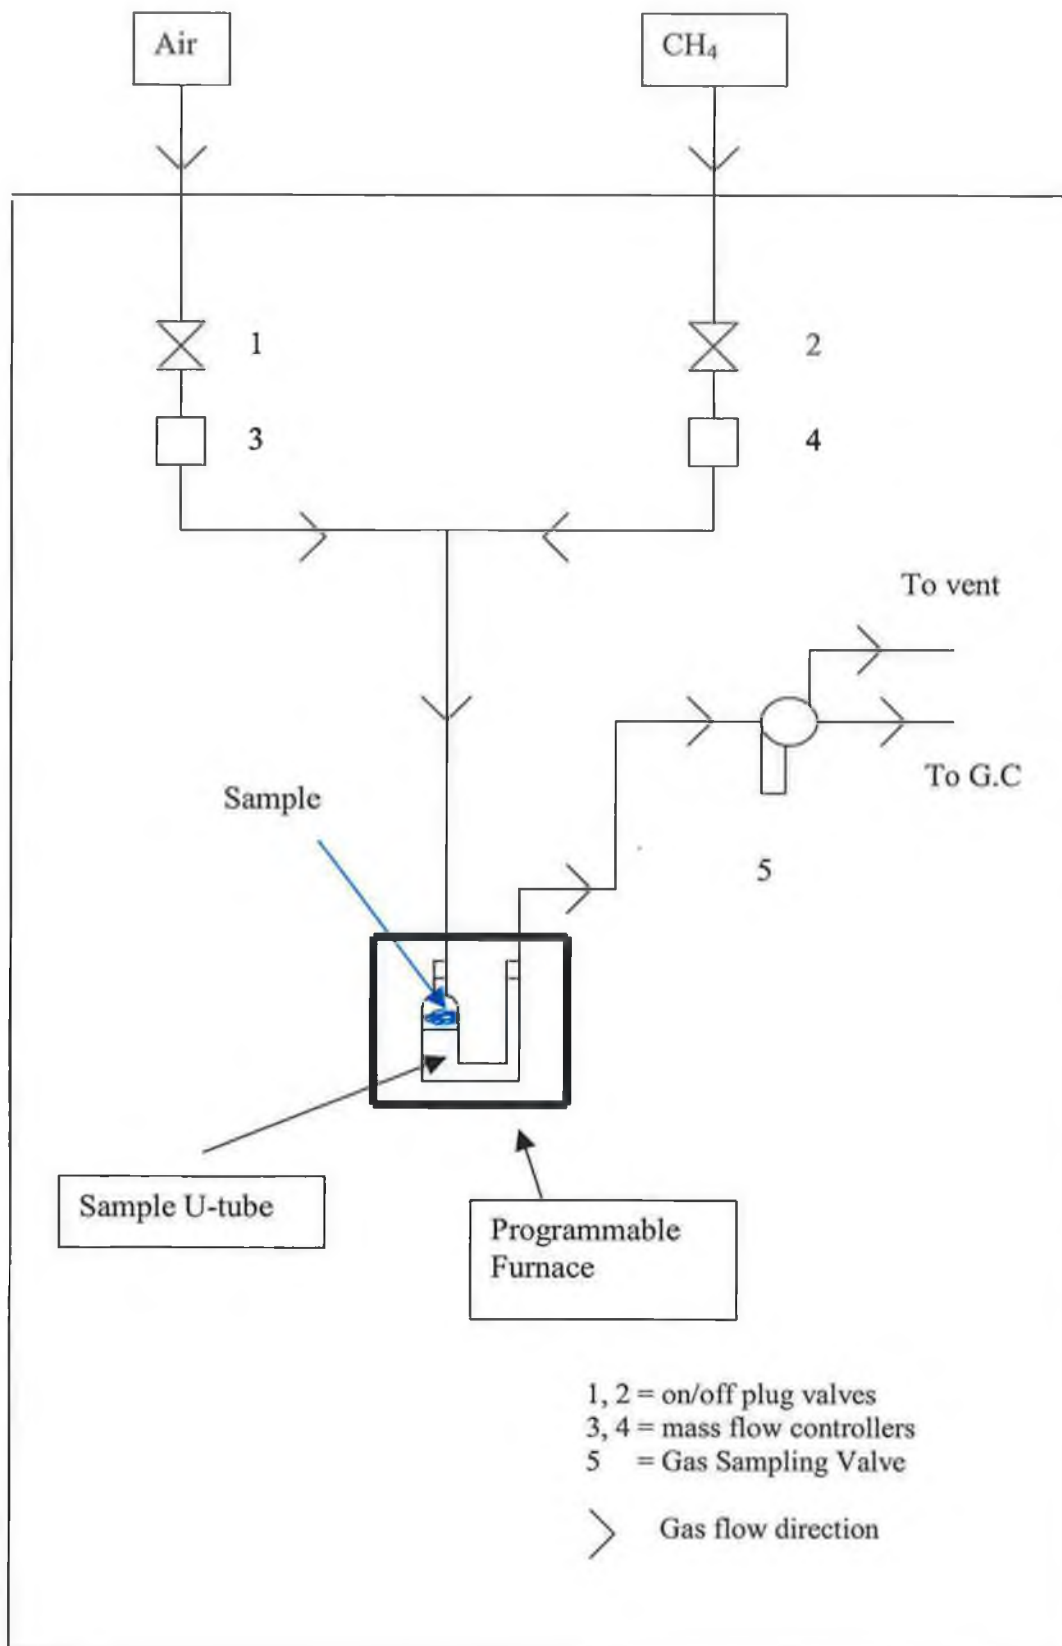 Air
CH₄
1
2
3
4
To vent
To G.C
Sample
5
Sample U-tube
Programmable
Furnace
1, 2 = on/off plug valves
3, 4 = mass flow controllers
5 = Gas Sampling Valve
Gas flow direction